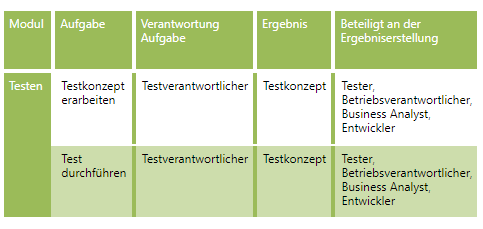 Modul Aufgabe Verantwortung Ergebnis Beteiligt an der
Aufgabe Ergebniserstellung
Testen Testkonzept Testverantwortlicher Testkonzept Tester,
erarbeiten Betriebsverantwortlicher,
Business Analyst,
Entwickler
Test Testverantwortlicher Testkonzept Tester,
durchführen Betriebsverantwortlicher,
Business Analyst,
Entwickler